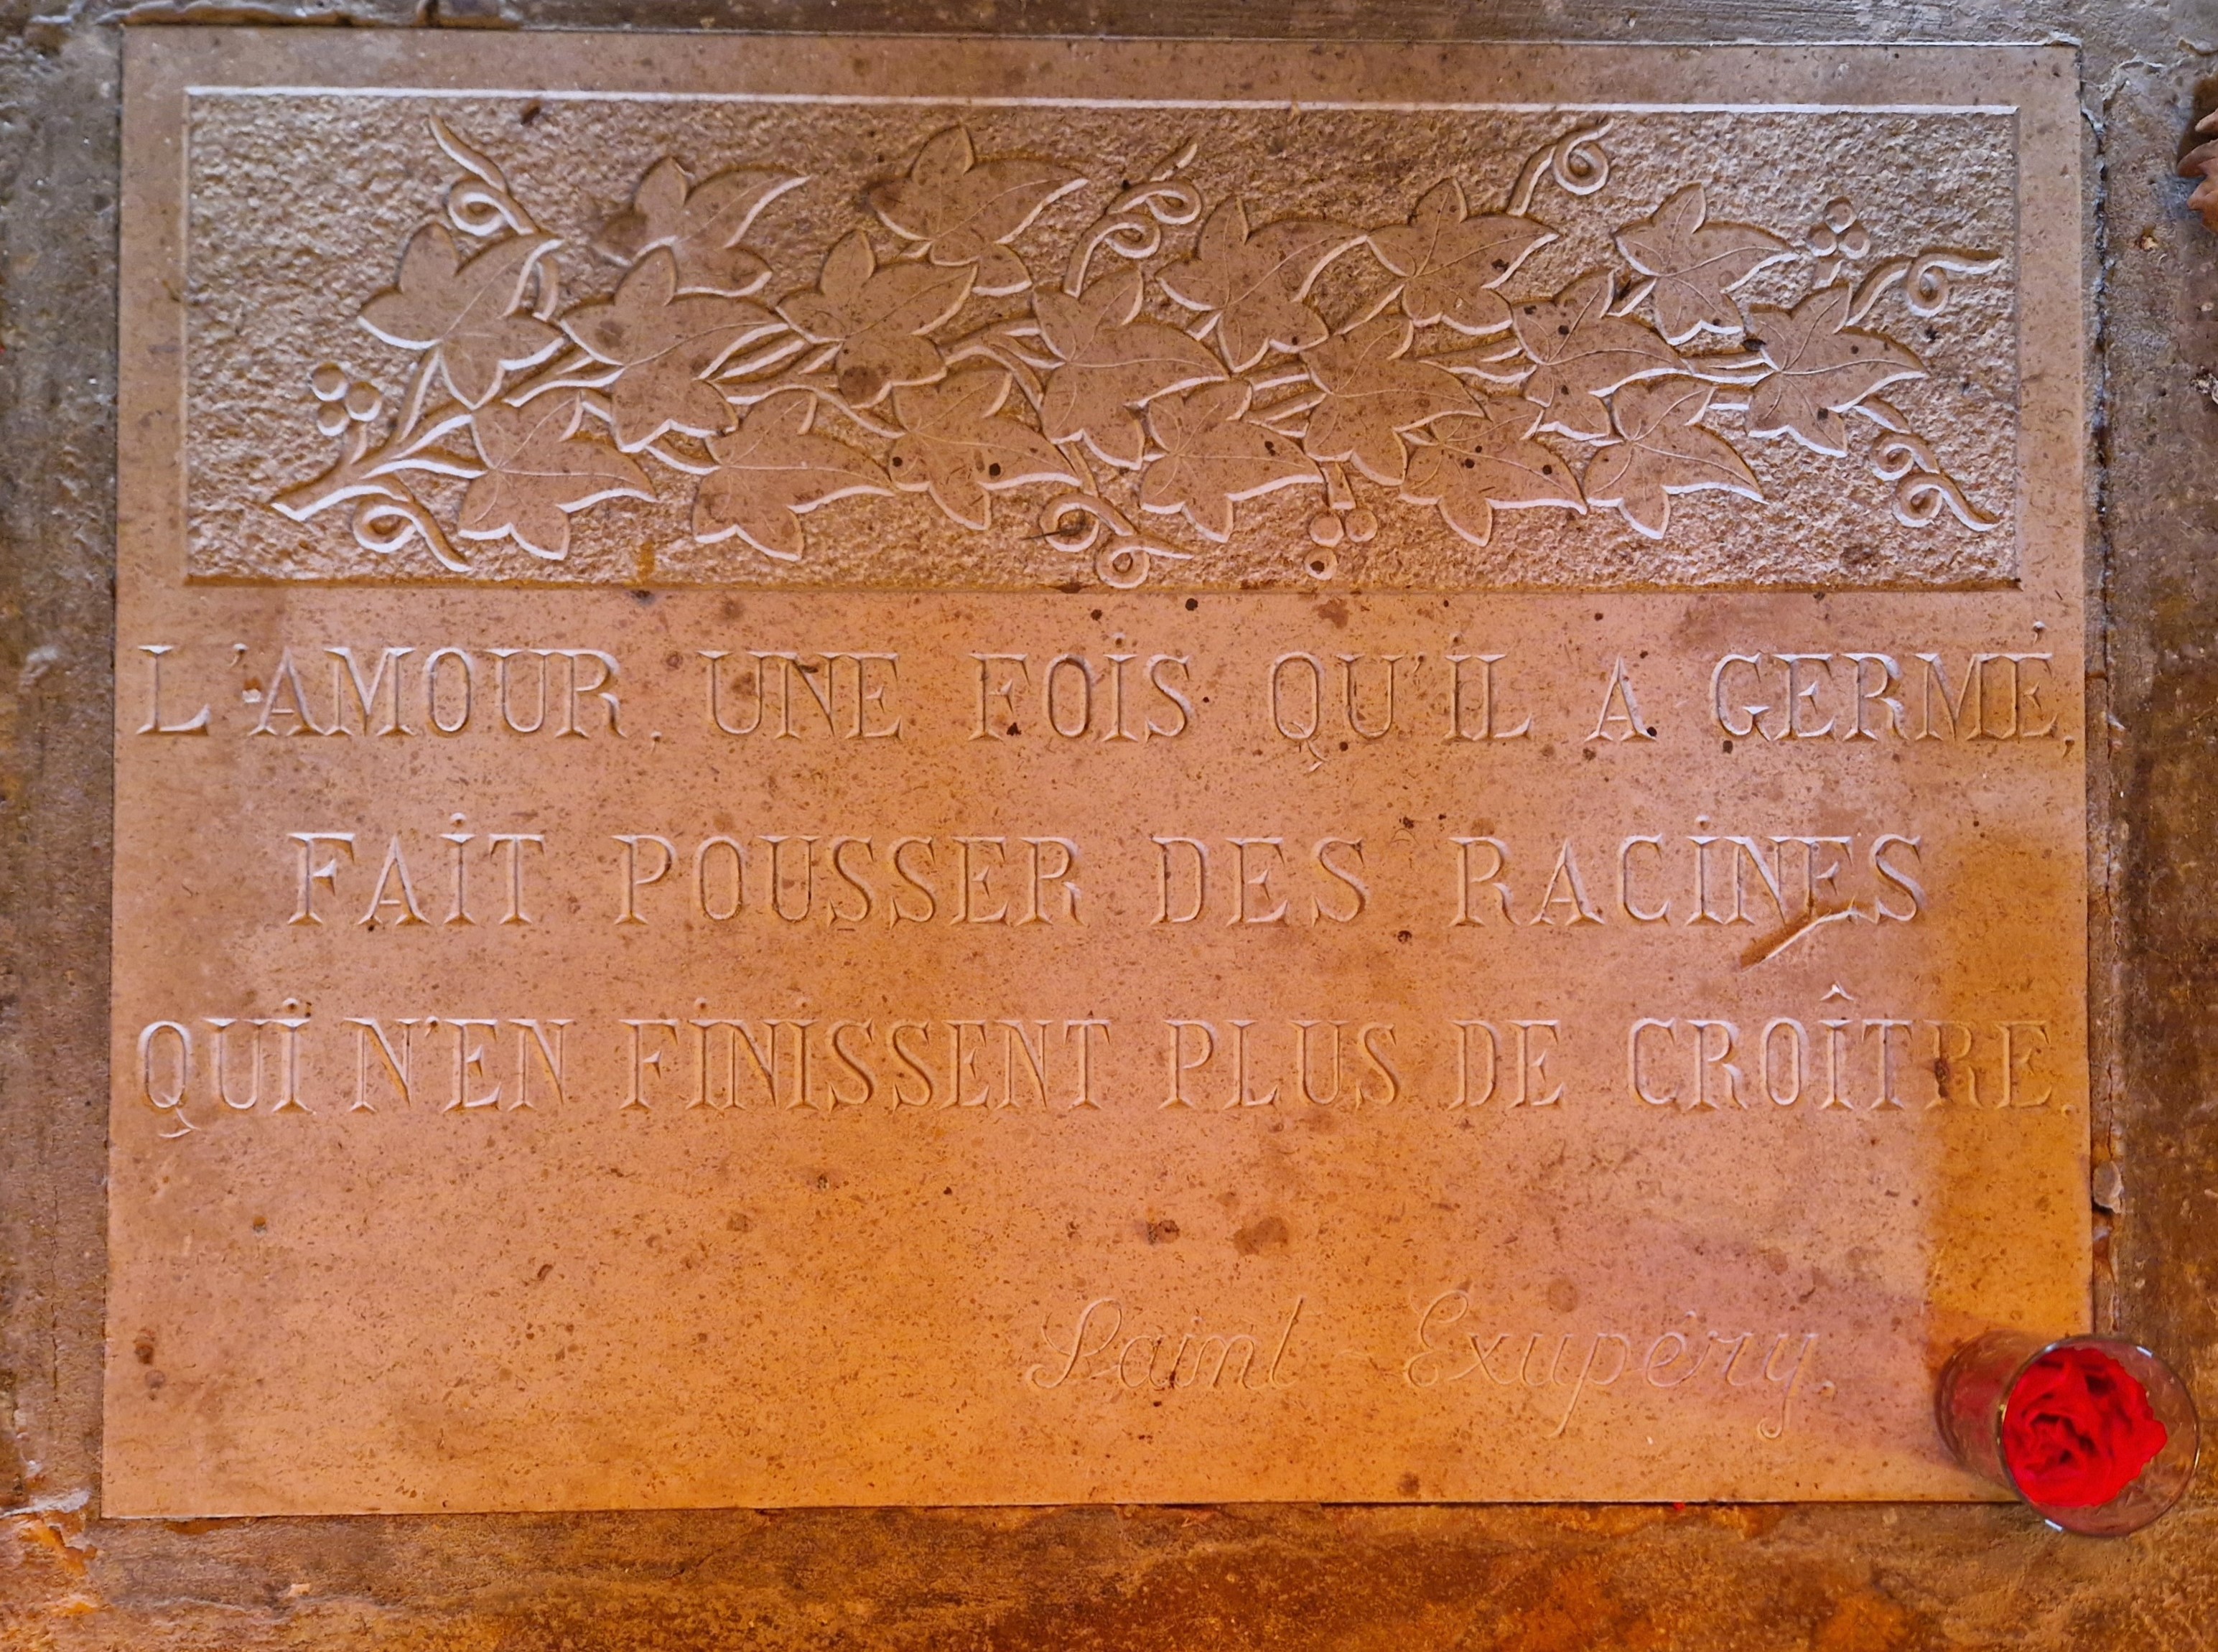 L'AMOUR, UNE FOIS QU'IL A GERMÉ,
FAIT POUSSER DES RACINES
QUI N'EN FINISSENT PLUS DE CROÎTRE.
Saint-Exupéry.